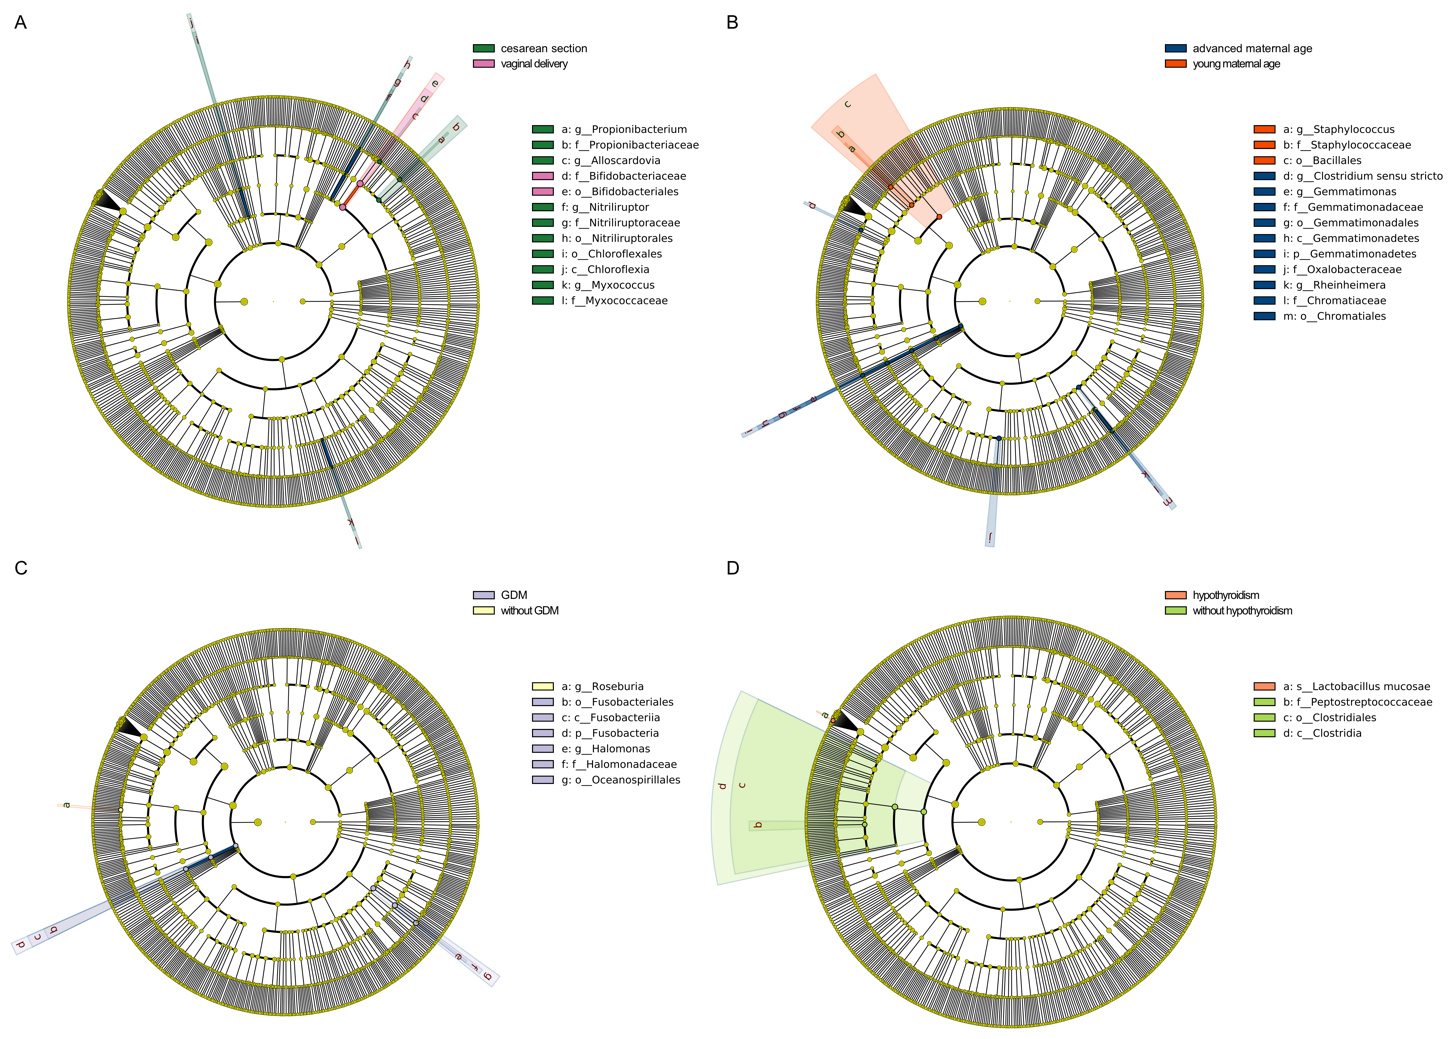 A
cesarean section
vaginal delivery
a: g__Propionibacterium
b: f__Propionibacteriaceae
c: g__Alloscardovia
d: f__Bifidobacteriaceae
e: o__Bifidobacteriales
f: g__Nitriliruptor
g: f__Nitriliruptoraceae
h: o__Nitriliruptorales
i: o__Chloroflexales
j: c__Chloroflexia
k: g__Myxococcus
l: f__Myxococcaceae
h
g
e
d
c
b
a
k
B
advanced maternal age
young maternal age
a: g__Staphylococcus
b: f__Staphylococcaceae
c: o__Bacillales
d: g__Clostridium sensu stricto
e: g__Gemmatimonas
f: f__Gemmatimonadaceae
g: o__Gemmatimonadales
h: c__Gemmatimonadetes
i: p__Gemmatimonadetes
j: f__Oxalobacteraceae
k: g__Rheinheimera
l: f__Chromatiaceae
m: o__Chromatiales
c
b
a
d
i
h
g
j
k
m
C
GDM
without GDM
a: g__Roseburia
b: o__Fusobacteriales
c: c__Fusobacteriia
d: p__Fusobacteria
e: g__Halomonas
f: f__Halomonadaceae
g: o__Oceanospirillales
a
d
c
b
e
f
g
D
hypothyroidism
without hypothyroidism
a: s__Lactobacillus mucosae
b: f__Peptostreptococcaceae
c: o__Clostridiales
d: c__Clostridia
a
d
c
b